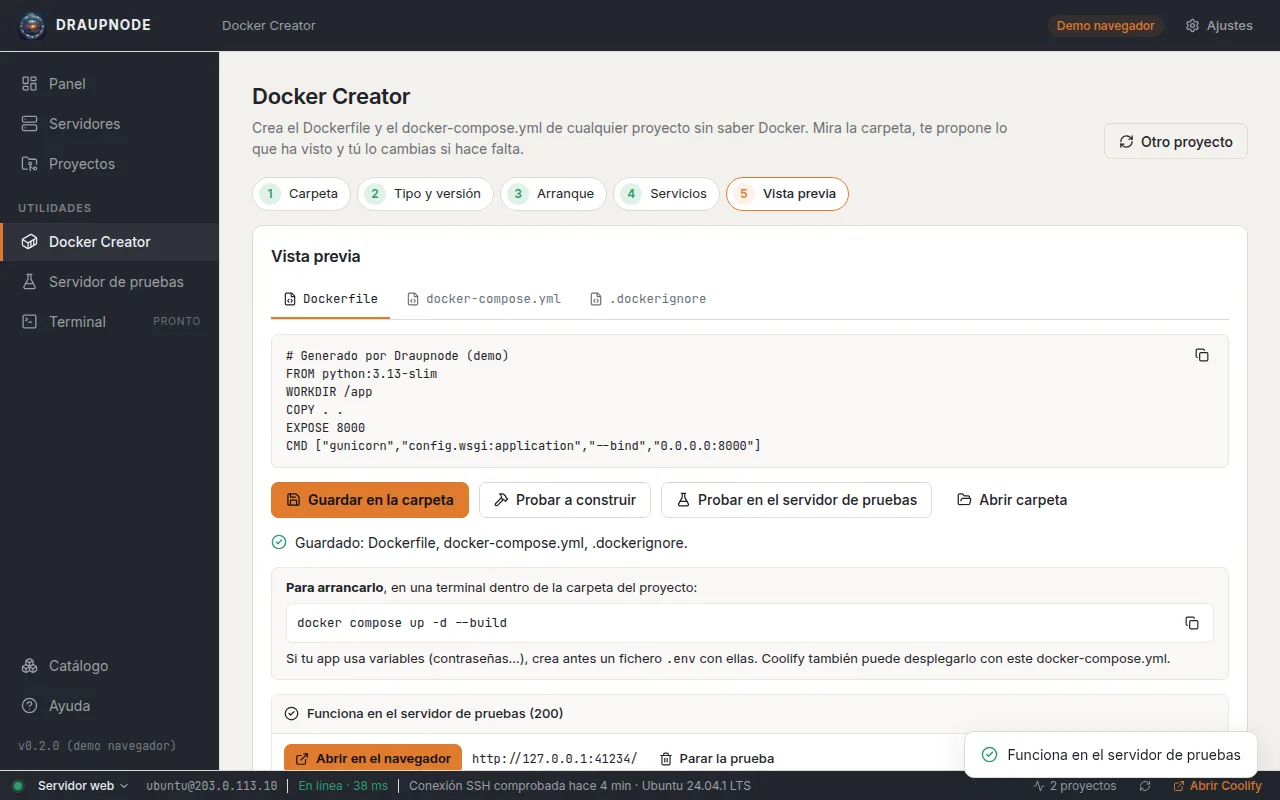 DRAUPNODE
Docker Creator
Demo navegador
Ajustes
Panel
Servidores
Proyectos
UTILIDADES
Docker Creator
Servidor de pruebas
Terminal PRONTO
Catálogo
Ayuda
v0.2.0 (demo navegador)
Docker Creator
Crea el Dockerfile y el docker-compose.yml de cualquier proyecto sin saber Docker. Mira la carpeta, te propone lo
que ha visto y tú lo cambias si hace falta.
Otro proyecto
1 Carpeta
2 Tipo y versión
3 Arranque
4 Servicios
5 Vista previa
Vista previa
Dockerfile
docker-compose.yml
.dockerignore
# Generado por Draupnode (demo)
FROM python:3.13-slim
WORKDIR /app
COPY . .
EXPOSE 8000
CMD ["gunicorn","config.wsgi:application","--bind","0.0.0.0:8000"]
Guardar en la carpeta
Probar a construir
Probar en el servidor de pruebas
Abrir carpeta
Guardado: Dockerfile, docker-compose.yml, .dockerignore.
Para arrancarlo, en una terminal dentro de la carpeta del proyecto:
docker compose up -d --build
Si tu app usa variables (contraseñas…), crea antes un fichero .env con ellas. Coolify también puede desplegarlo con este docker-compose.yml.
Funciona en el servidor de pruebas (200)
Abrir en el navegador
http://127.0.0.1:41234/
Parar la prueba
Funciona en el servidor de pruebas
Servidor web
ubuntu@203.0.113.10
En línea · 38 ms
Conexión SSH comprobada hace 4 min · Ubuntu 24.04.1 LTS
2 proyectos
Abrir Coolify